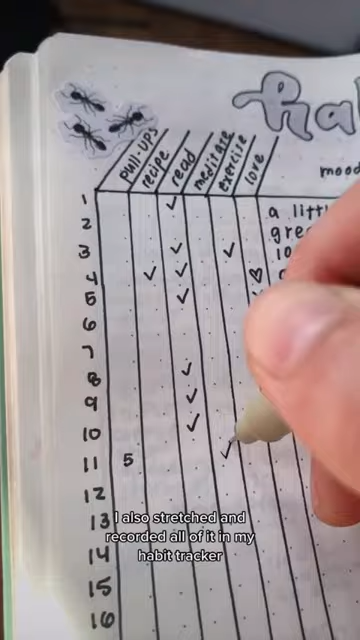 ha
pull-ups
recipe
read
meditate
exercise
love
mood
1
a littl
2
grea
3
10
4
5
6
7
8
9
10
11 5
12
13
14
15
16
I also stretched and
recorded all of it in my
habit tracker